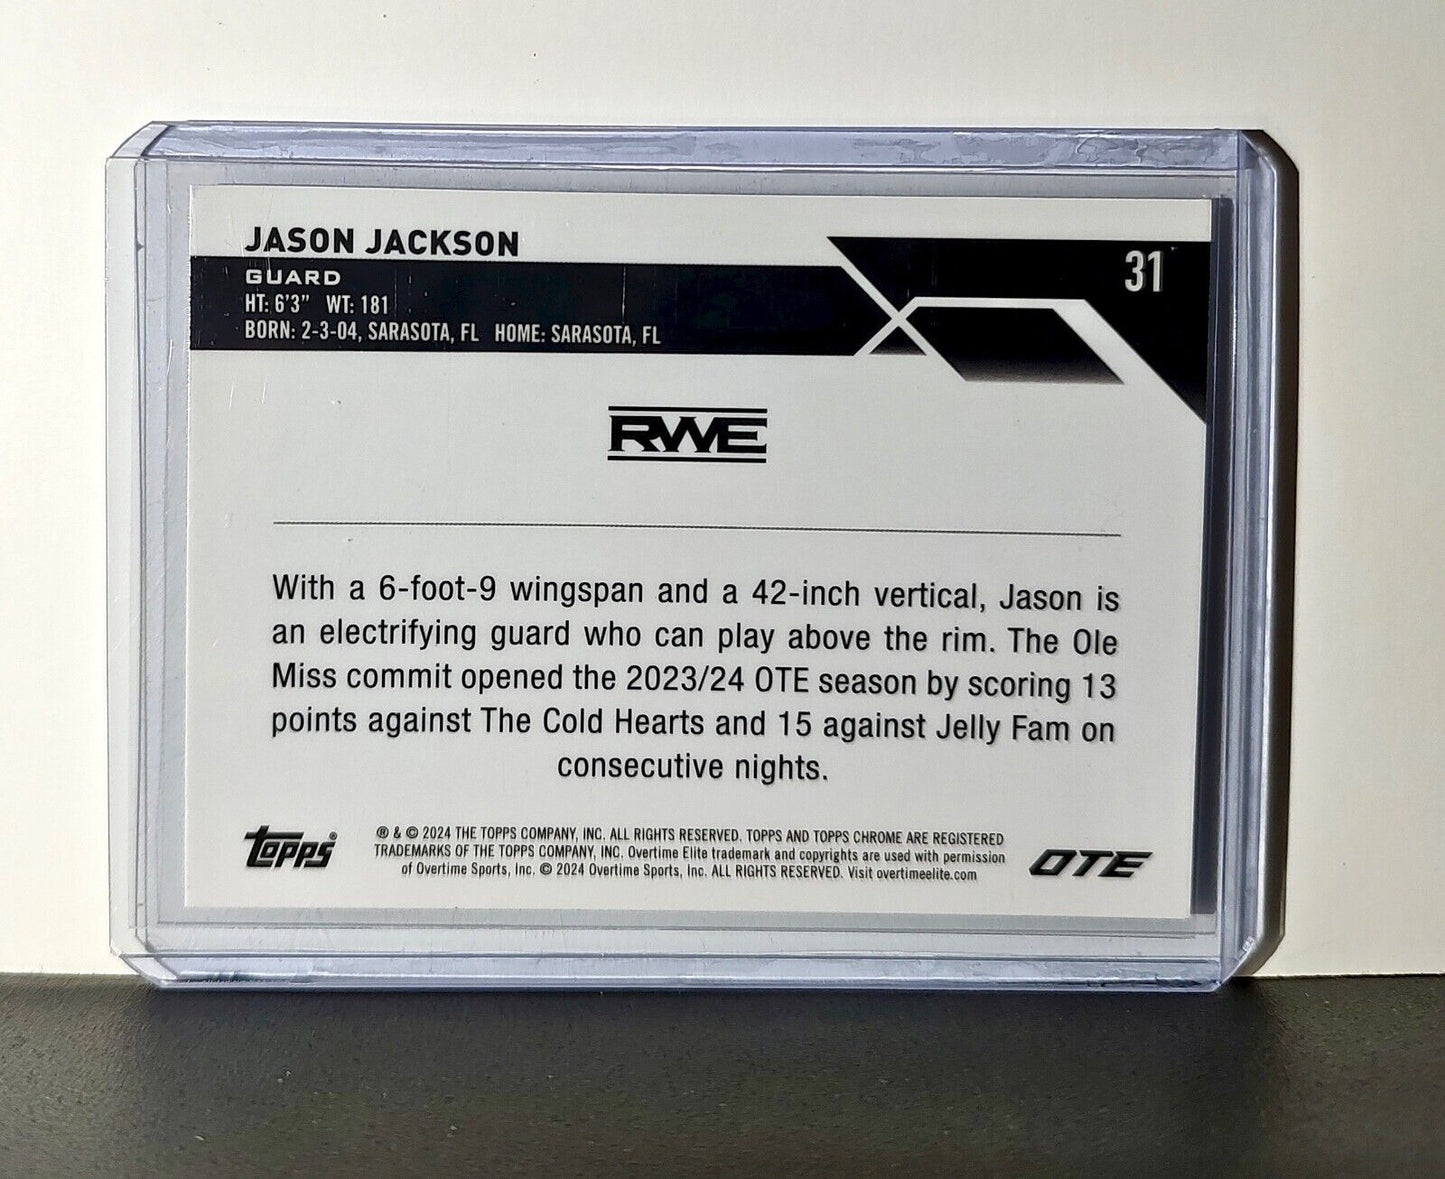 JASON JACKSON
31
GUARD
HT: 6'3" WT: 181
BORN: 2-3-04, SARASOTA, FL HOME: SARASOTA, FL
RWE
With a 6-foot-9 wingspan and a 42-inch vertical, Jason is
an electrifying guard who can play above the rim. The Ole
Miss commit opened the 2023/24 OTE season by scoring 13
points against The Cold Hearts and 15 against Jelly Fam on
consecutive nights.
topps®
® & © 2024 THE TOPPS COMPANY, INC. ALL RIGHTS RESERVED. TOPPS AND TOPPS CHROME ARE REGISTERED
TRADEMARKS OF THE TOPPS COMPANY, INC. Overtime Elite trademark and copyrights are used with permission
of Overtime Sports, Inc. © 2024 Overtime Sports, Inc. ALL RIGHTS RESERVED. Visit overtimeelite.com
OTE